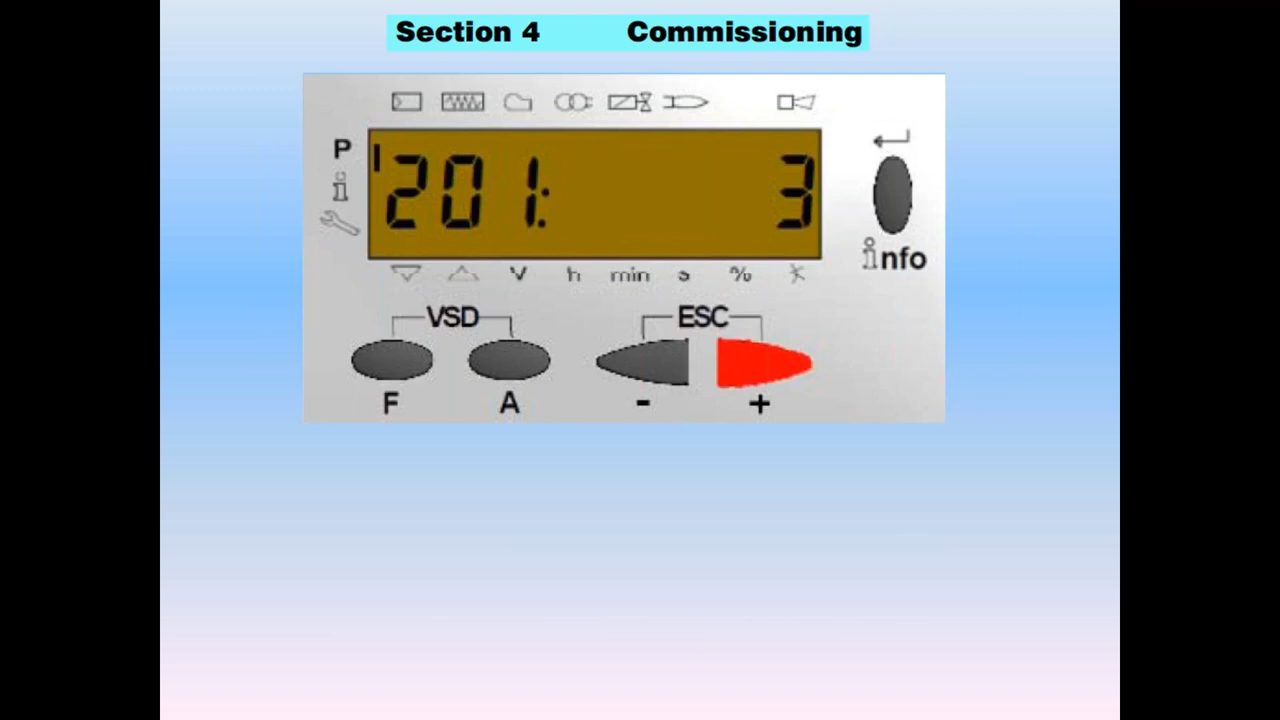 Section 4 Commissioning
P
201: 3
i
info
V h min s %
VSD ESC
F A - +